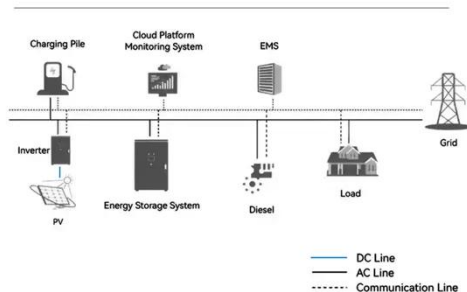 Charging Pile
Cloud Platform
Monitoring System
EMS
Inverter
PV
Energy Storage System
Diesel
Load
Grid
DC Line
AC Line
Communication Line